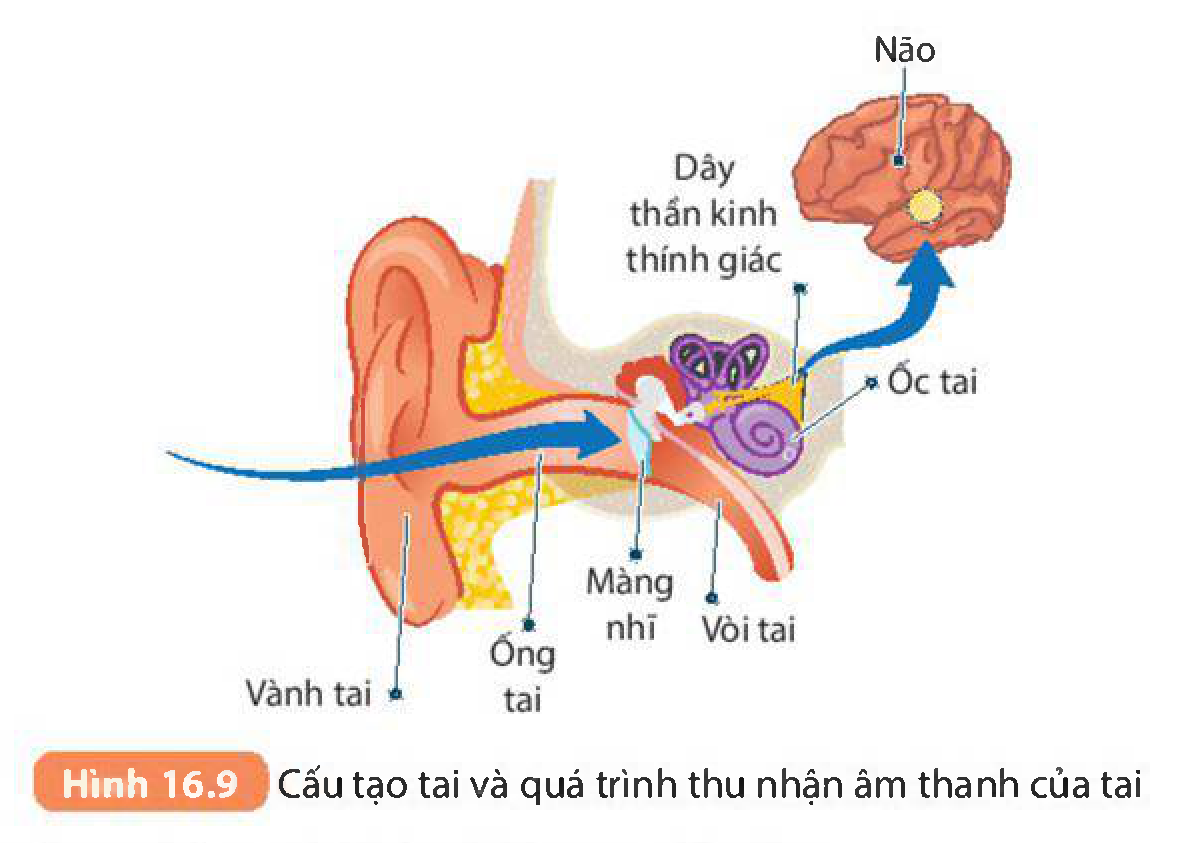 Não
Dây
thần kinh
thính giác
Ốc tai
Màng
nhĩ
Vòi tai
Ống
tai
Vành tai
Hình 16.9 Cấu tạo tai và quá trình thu nhận âm thanh của tai